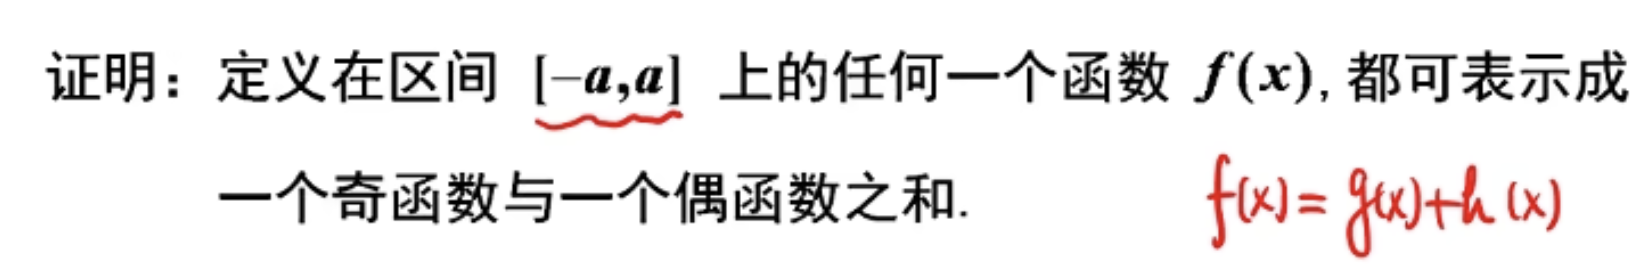 证明：定义在区间 [-a,a] 上的任何一个函数 f(x), 都可表示成
一个奇函数与一个偶函数之和. f(x)=g(x)+h(x)